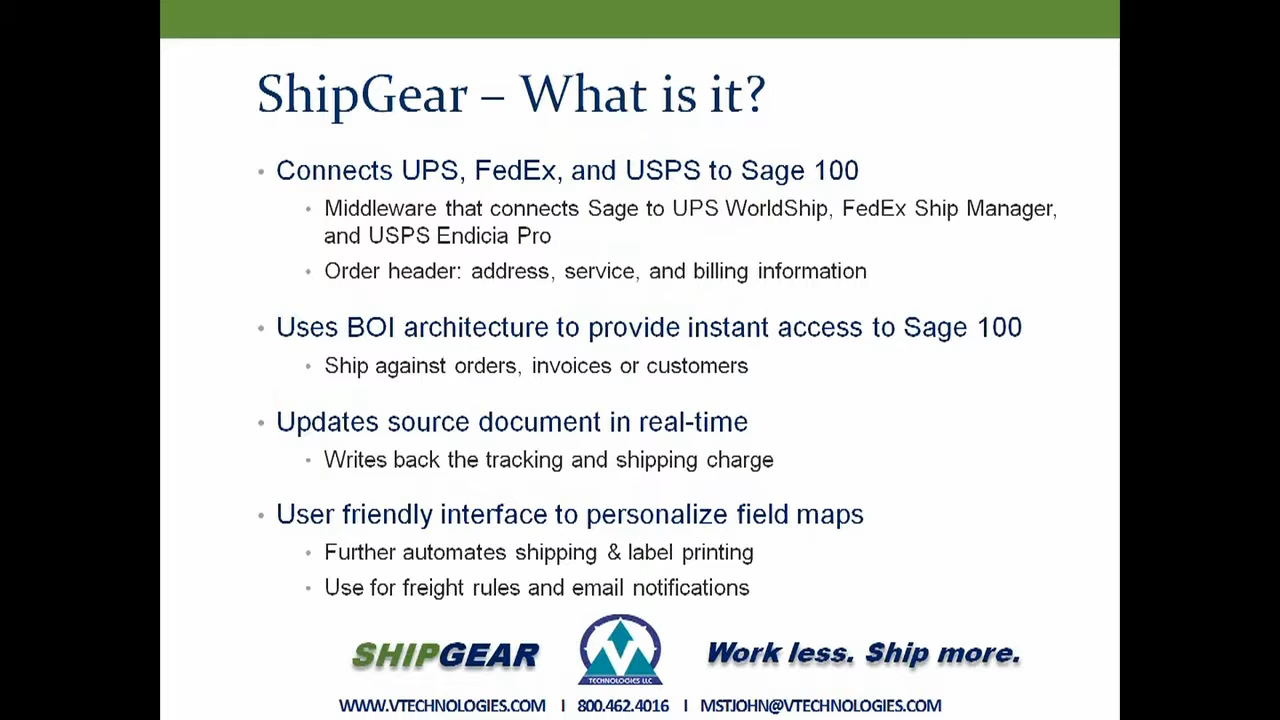 ShipGear – What is it?
• Connects UPS, FedEx, and USPS to Sage 100
• Middleware that connects Sage to UPS WorldShip, FedEx Ship Manager,
and USPS Endicia Pro
• Order header: address, service, and billing information
• Uses BOI architecture to provide instant access to Sage 100
• Ship against orders, invoices or customers
• Updates source document in real-time
• Writes back the tracking and shipping charge
• User friendly interface to personalize field maps
• Further automates shipping & label printing
• Use for freight rules and email notifications
SHIPGEAR
TECHNOLOGIES LLC
Work less. Ship more.
WWW.VTECHNOLOGIES.COM I 800.462.4016 I MSTJOHN@VTECHNOLOGIES.COM